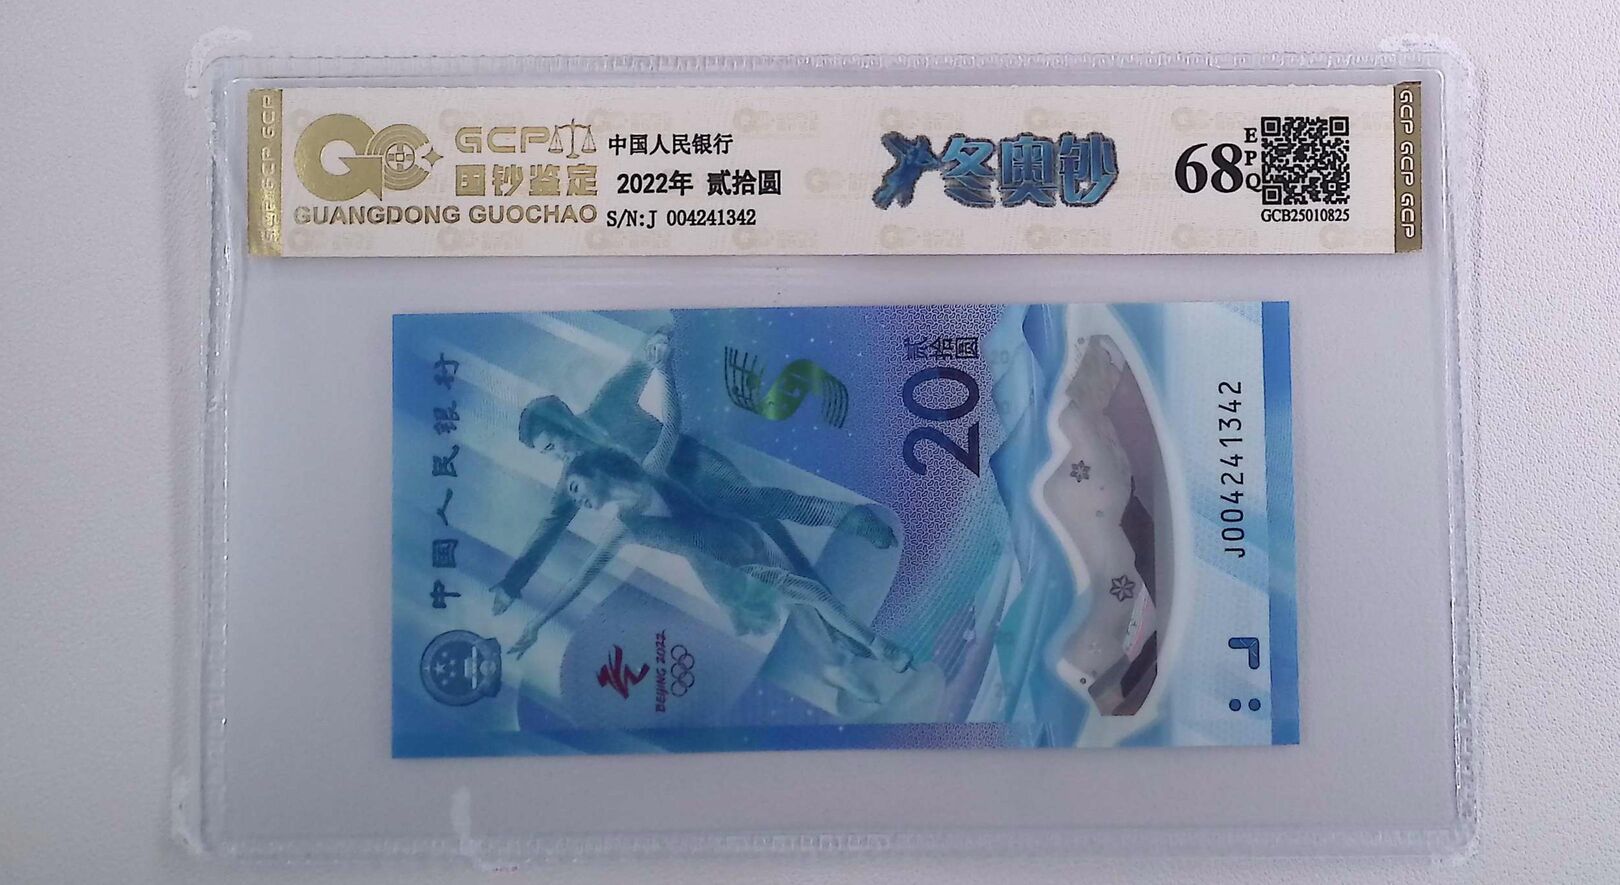 GCP
国钞鉴定
GUANGDONG GUOCHAO
中国人民银行
2022年 贰拾圆
S/N:J 004241342
冬奥钞
68
EPQ
GCB25010825
GCP GCP GCP
中国人民银行
20
贰拾圆
BEIJING 2022
J004241342